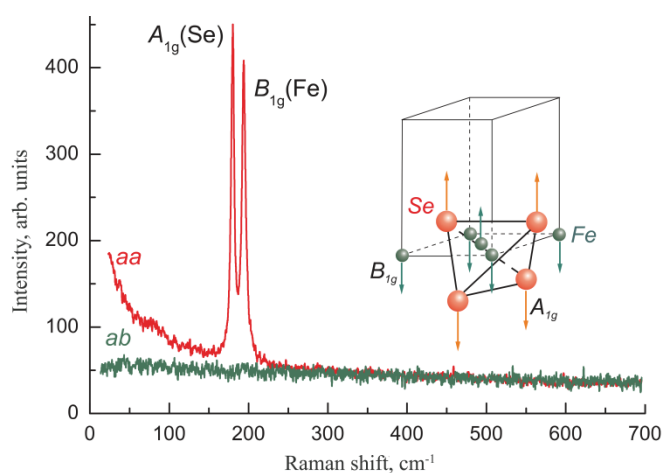 A1g(Se)
B1g(Fe)
Intensity, arb. units
400
300
200
100
0
aa
ab
Se
Fe
B1g
A1g
0 100 200 300 400 500 600 700
Raman shift, cm-1